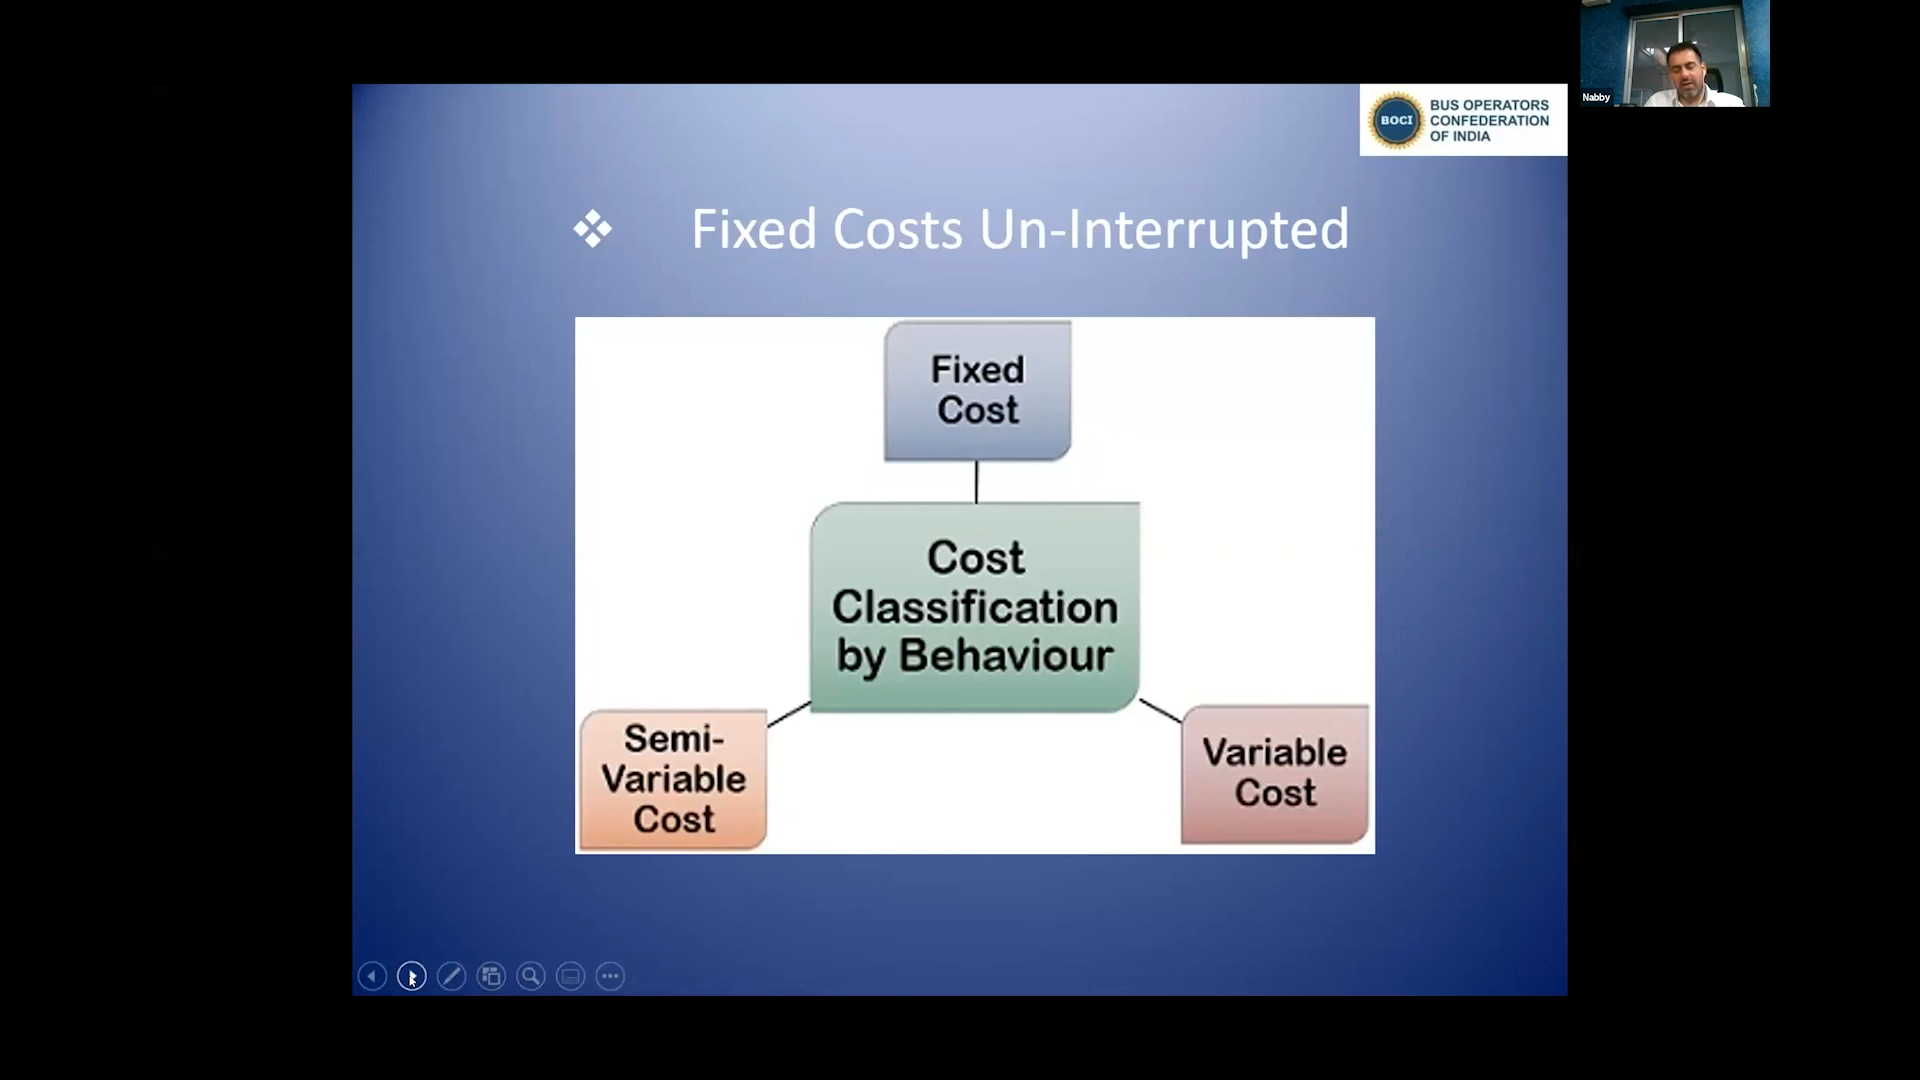 Nabby
BOCI
BUS OPERATORS
CONFEDERATION
OF INDIA
Fixed Costs Un-Interrupted
Fixed
Cost
Cost
Classification
by Behaviour
Semi-
Variable
Cost
Variable
Cost